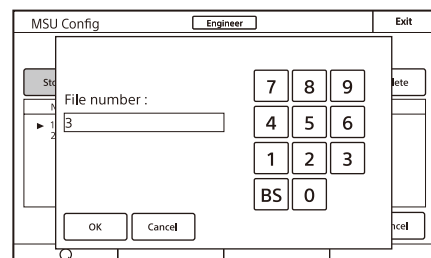 MSU Config Engineer Exit
File number :
3
7 8 9
4 5 6
1 2 3
BS 0
OK Cancel